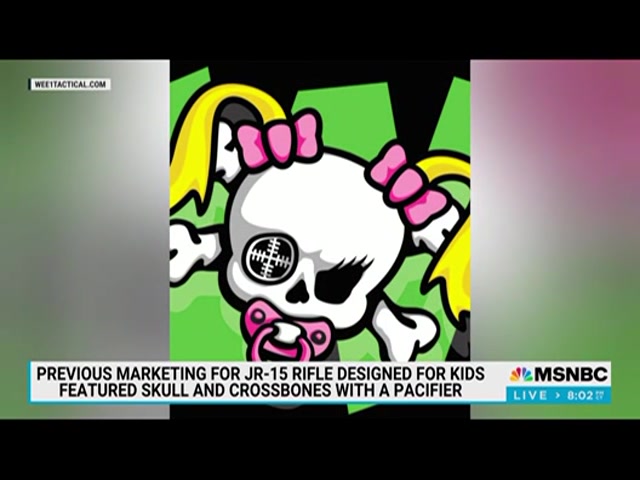 WEE1TACTICAL.COM
PREVIOUS MARKETING FOR JR-15 RIFLE DESIGNED FOR KIDS
FEATURED SKULL AND CROSSBONES WITH A PACIFIER
MSNBC
LIVE > 8:02